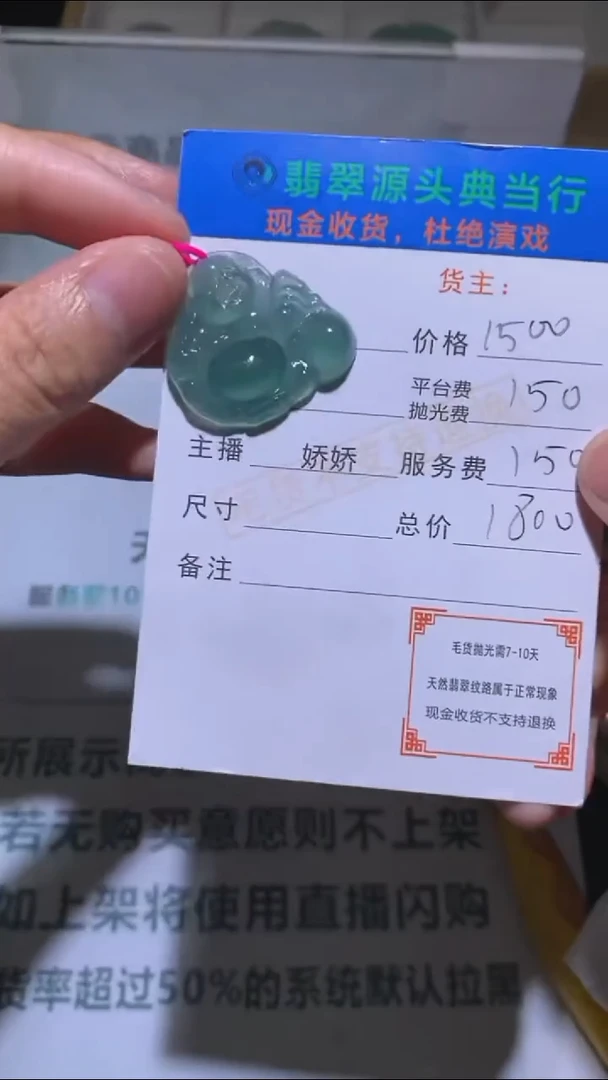 翡翠源头典当行
现金收货，杜绝演戏
货主：
价格 1500
平台费
抛光费 150
主播 娇娇 服务费 150
尺寸 总价 1800
备注
毛货抛光需7-10天
天然翡翠纹路属于正常现象
现金收货不支持退换
所展示
若无购买意愿则不上架
如上架将使用直播闪购
货率超过50%的系统默认拉黑